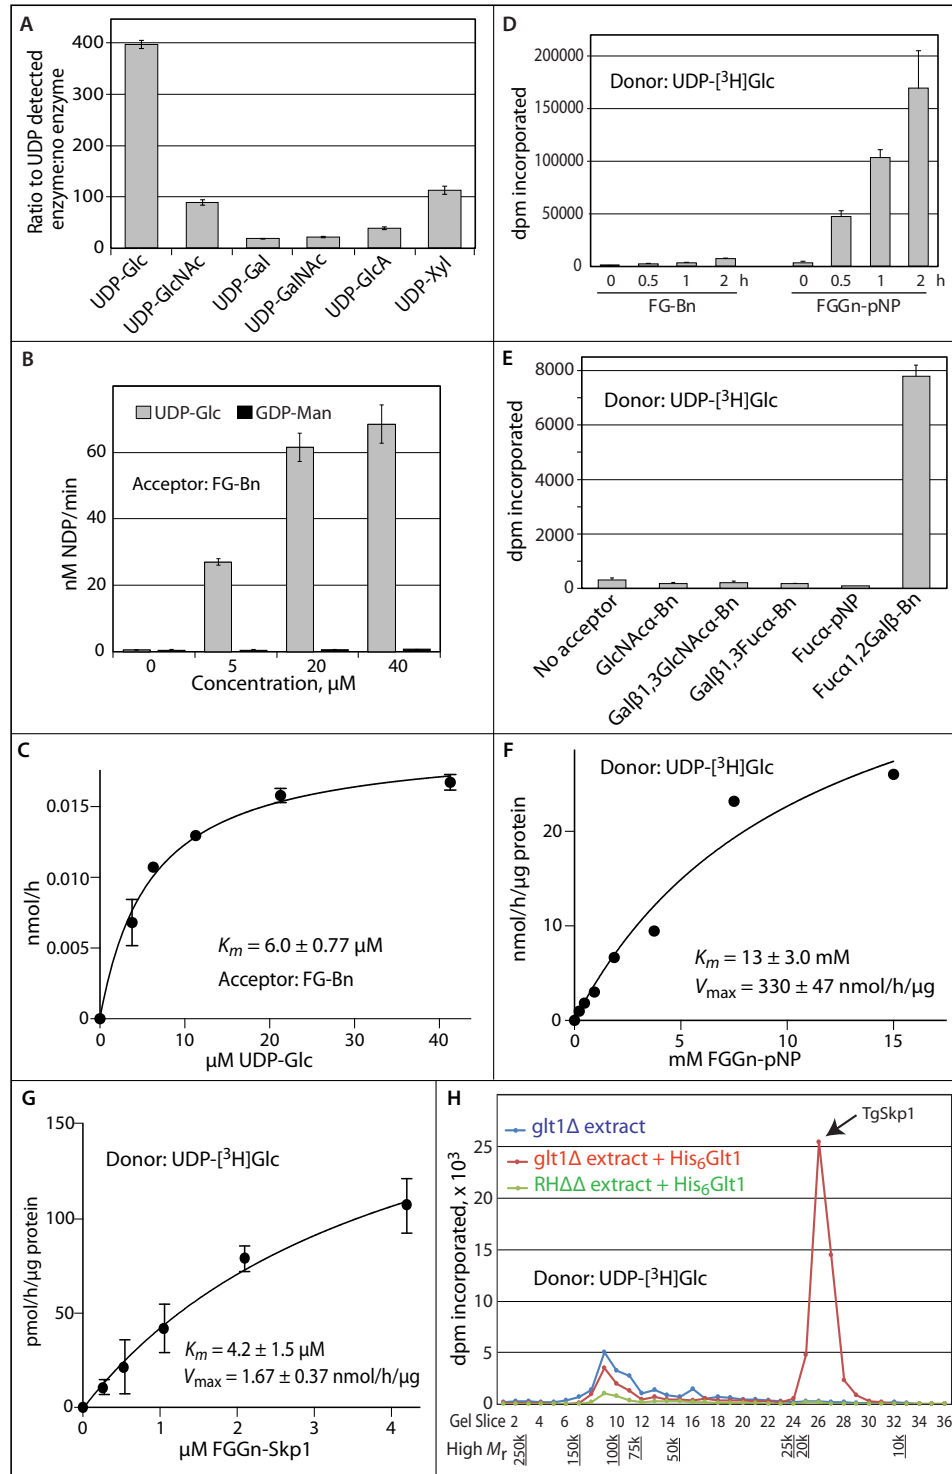 A
Ratio to UDP detected
enzyme:no enzyme
400
300
200
100
0
UDP-Glc
UDP-GlcNAc
UDP-Gal
UDP-GalNAc
UDP-GlcA
UDP-Xyl
B
nM NDP/min
60
40
20
0
UDP-Glc GDP-Man
Acceptor: FG-Bn
0 5 20 40
Concentration, µM
C
nmol/h
0.015
0.010
0.005
0
Km = 6.0 ± 0.77 µM
Acceptor: FG-Bn
0 10 20 30 40
µM UDP-Glc
D
dpm incorporated
200000
150000
100000
50000
0
Donor: UDP-[³H]Glc
0 0.5 1 2 h 0 0.5 1 2 h
FG-Bn FGGn-pNP
E
dpm incorporated
8000
6000
4000
2000
0
Donor: UDP-[³H]Glc
No acceptor
GlcNAcα-Bn
Galβ1,3GlcNAcα-Bn
Galβ1,3Fucα-Bn
Fucα-pNP
Fucα1,2Galβ-Bn
F
nmol/h/µg protein
20
10
0
Donor: UDP-[³H]Glc
Km = 13 ± 3.0 mM
Vmax = 330 ± 47 nmol/h/µg
0 5 10 15
mM FGGn-pNP
G
pmol/h/µg protein
150
100
50
0
Donor: UDP-[³H]Glc
Km = 4.2 ± 1.5 µM
Vmax = 1.67 ± 0.37 nmol/h/µg
0 1 2 3 4
µM FGGn-Skp1
H
dpm incorporated, x 10³
25
20
15
10
5
0
glt1Δ extract
glt1Δ extract + His₆Glt1
RHΔΔ extract + His₆Glt1
TgSkp1
Donor: UDP-[³H]Glc
Gel Slice 2 4 6 8 10 12 14 16 18 20 22 24 26 28 30 32 34 36
High Mr 250k 150k 100k 75k 50k 25k 20k 10k